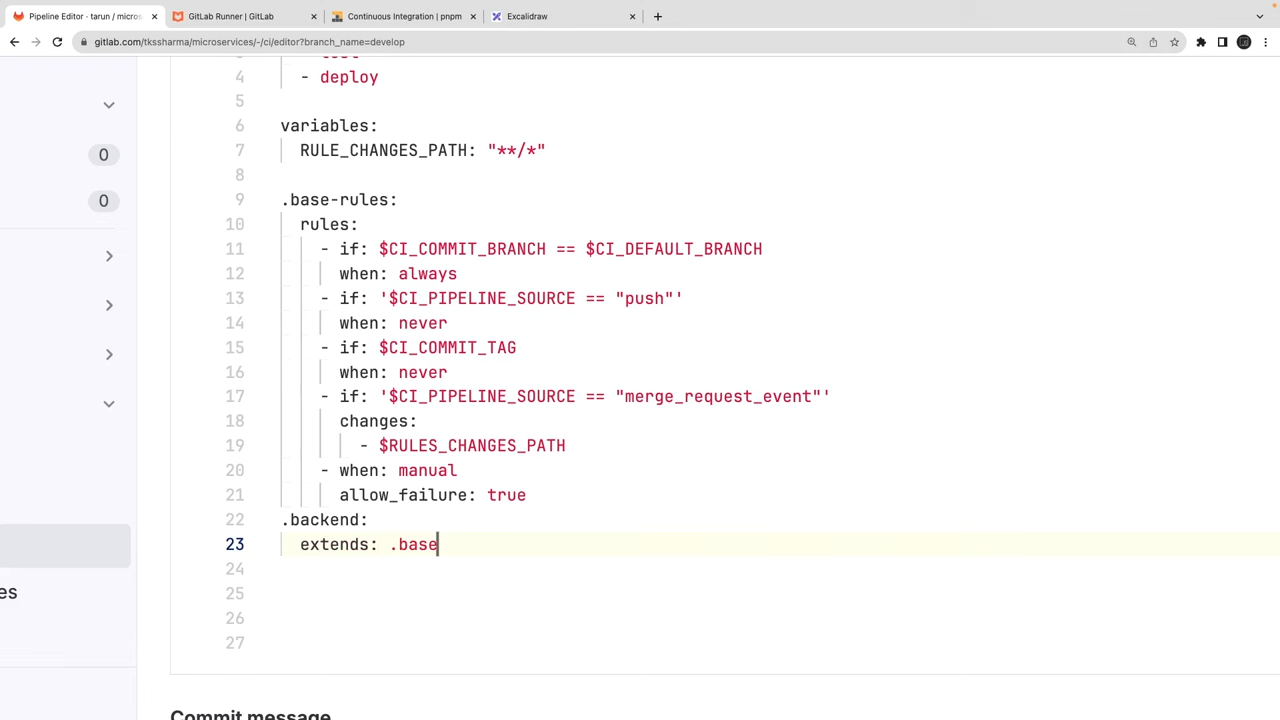 Pipeline Editor · tarun / micros
GitLab Runner | GitLab
Continuous Integration | pnpm
Excalidraw
gitlab.com/tkssharma/microservices/-/ci/editor?branch_name=develop
4 - deploy
5
6 variables:
7 RULE_CHANGES_PATH: "**/*"
8
0
9 .base-rules:
0
10 rules:
11 - if: $CI_COMMIT_BRANCH == $CI_DEFAULT_BRANCH
12 when: always
13 - if: '$CI_PIPELINE_SOURCE == "push"'
14 when: never
15 - if: $CI_COMMIT_TAG
16 when: never
17 - if: '$CI_PIPELINE_SOURCE == "merge_request_event"'
18 changes:
19 - $RULES_CHANGES_PATH
20 - when: manual
21 allow_failure: true
22 .backend:
23 extends: .base
24
25
es
26
27
Commit message